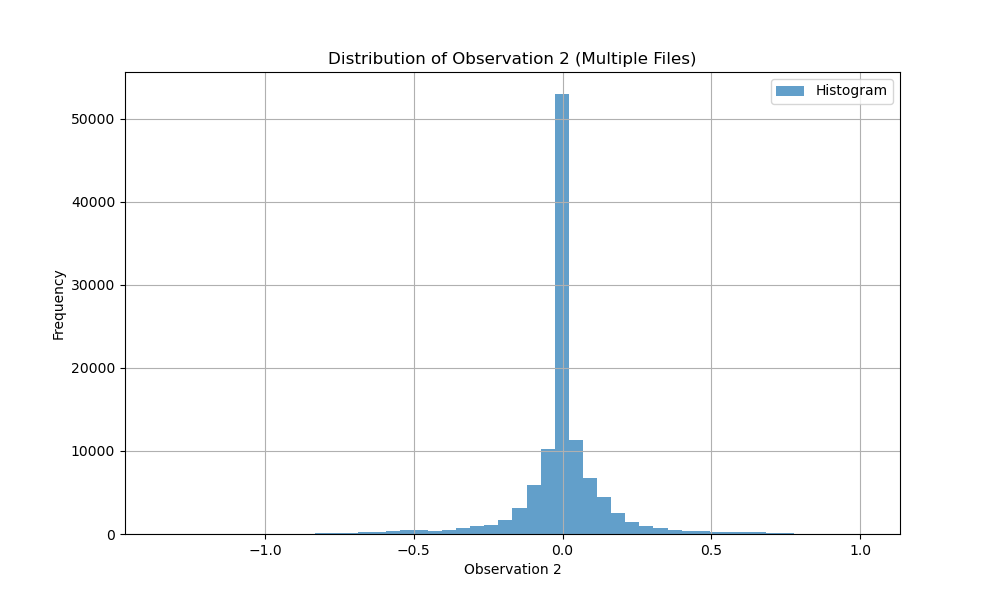 Distribution of Observation 2 (Multiple Files)
Histogram
50000
40000
30000
20000
10000
0
Frequency
−1.0
−0.5
0.0
0.5
1.0
Observation 2